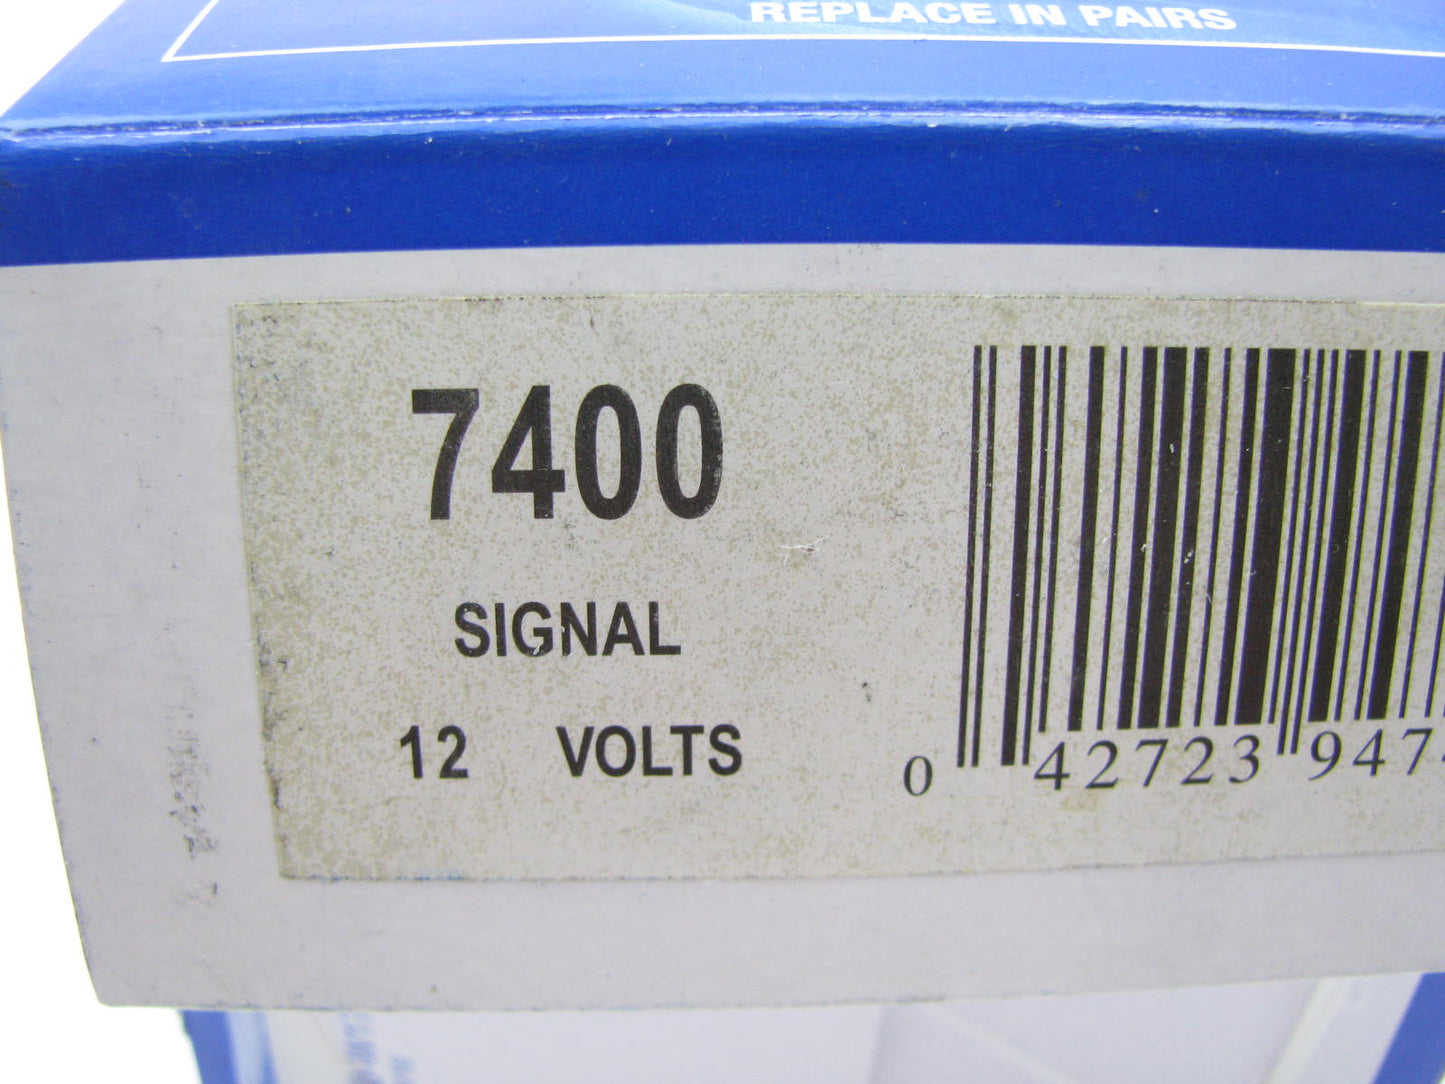 REPLACE IN PAIRS
7400
SIGNAL
12 VOLTS
0 42723 947